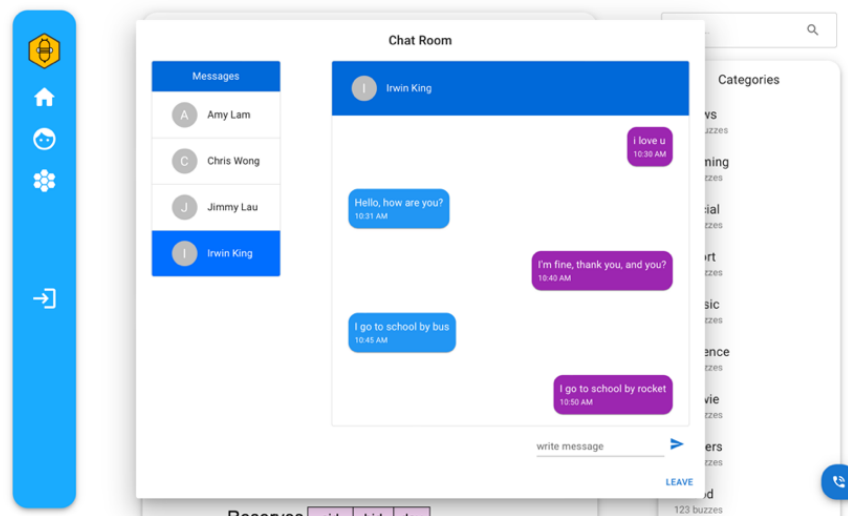 Chat Room
Messages
A
Amy Lam
C
Chris Wong
J
Jimmy Lau
I
Irwin King
I
Irwin King
i love u
10:30 AM
Hello, how are you?
10:31 AM
I'm fine, thank you, and you?
10:40 AM
I go to school by bus
10:45 AM
I go to school by rocket
10:50 AM
write message
LEAVE
Categories
123 buzzes